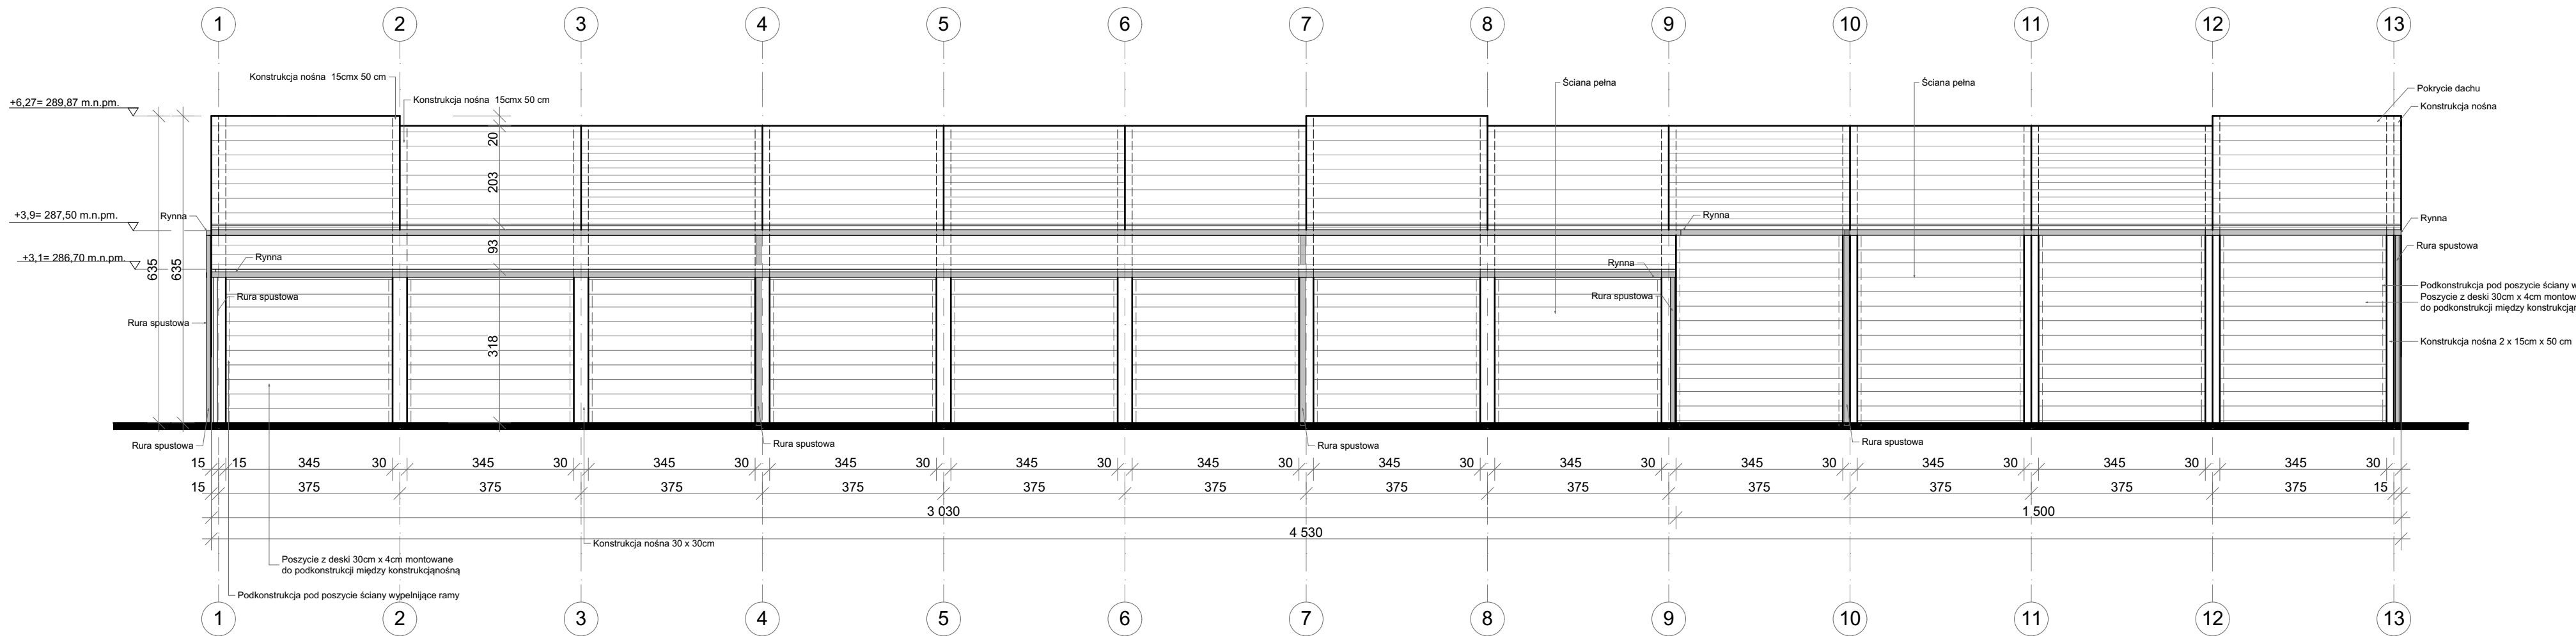 1 2 3 4 5 6 7 8 9 10 11 12 13
Konstrukcja nośna 15cmx 50 cm
Konstrukcja nośna 15cmx 50 cm
Ściana pełna
Ściana pełna
Pokrycie dachu
Konstrukcja nośna
+6,27= 289,87 m.n.pm.
+3,9= 287,50 m.n.pm.
+3,1= 286,70 m.n.pm.
635
635
20
203
93
318
Rynna
Rynna
Rynna
Rynna
Rynna
Rura spustowa
Rura spustowa
Rura spustowa
Rura spustowa
Podkonstrukcja pod poszycie ściany w
Poszycie z deski 30cm x 4cm montow
do podkonstrukcji między konstrukcją
Konstrukcja nośna 2 x 15cm x 50 cm
Rura spustowa
Rura spustowa
Rura spustowa
Rura spustowa
15 15 345 30 345 30 345 30 345 30 345 30 345 30 345 30 345 30 345 30 345 30 345 30 345 30
15 375 375 375 375 375 375 375 375 375 375 375 375 15
3 030 1 500
4 530
Konstrukcja nośna 30 x 30cm
Poszycie z deski 30cm x 4cm montowane
do podkonstrukcji między konstrukcjąnośną
Podkonstrukcja pod poszycie ściany wypelnijące ramy
1 2 3 4 5 6 7 8 9 10 11 12 13